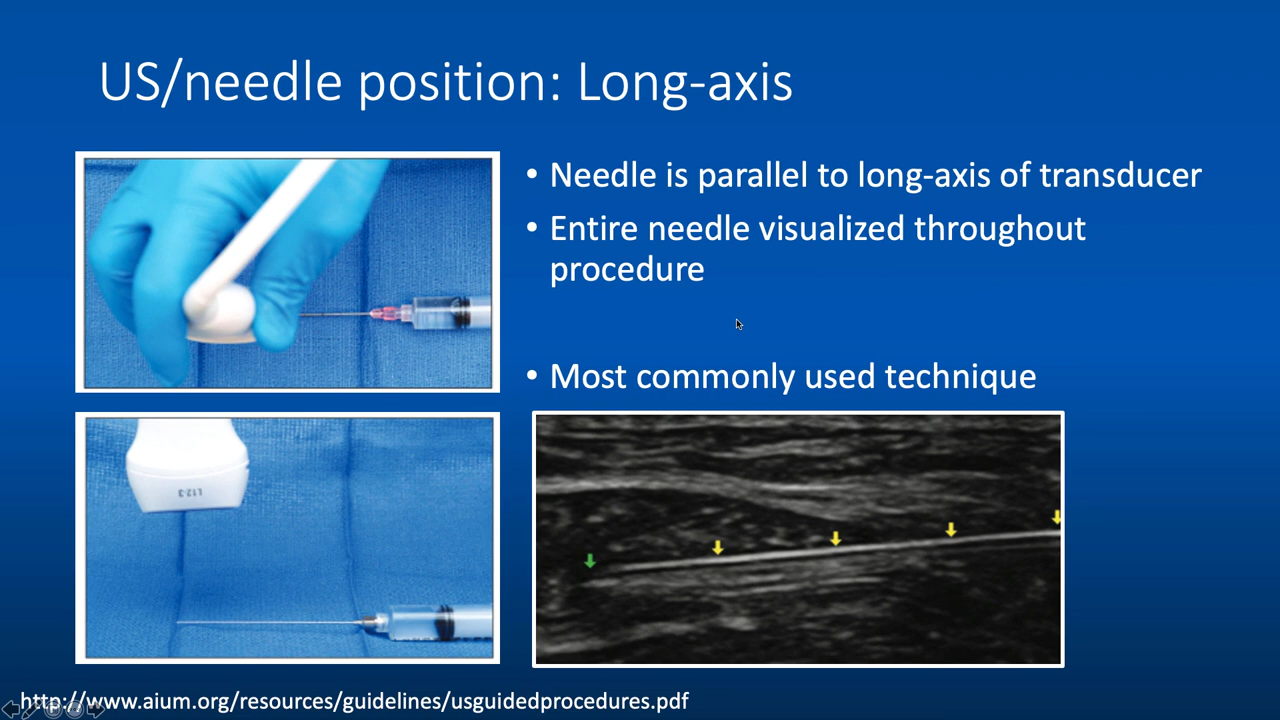 US/needle position: Long-axis
• Needle is parallel to long-axis of transducer
• Entire needle visualized throughout
procedure
• Most commonly used technique
L12-3
http://www.aium.org/resources/guidelines/usguidedprocedures.pdf